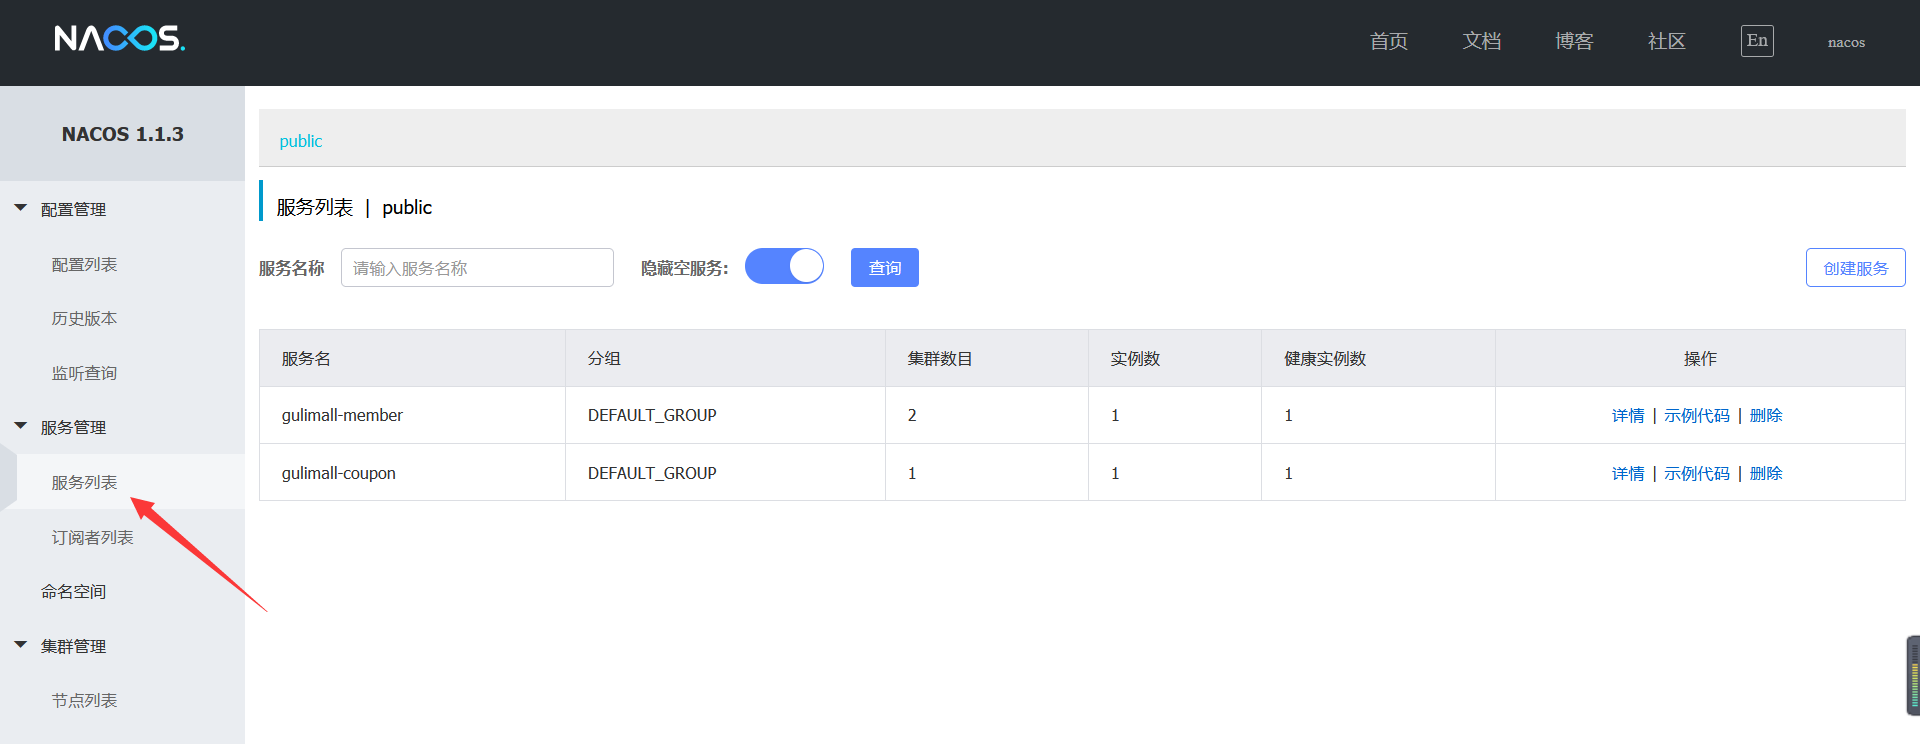 NACOS.
首页 文档 博客 社区 En nacos
NACOS 1.1.3
配置管理
配置列表
历史版本
监听查询
服务管理
服务列表
订阅者列表
命名空间
集群管理
节点列表
public
服务列表 | public
服务名称 请输入服务名称 隐藏空服务: 查询 创建服务
服务名 分组 集群数目 实例数 健康实例数 操作
gulimall-member DEFAULT_GROUP 2 1 1 详情 | 示例代码 | 删除
gulimall-coupon DEFAULT_GROUP 1 1 1 详情 | 示例代码 | 删除